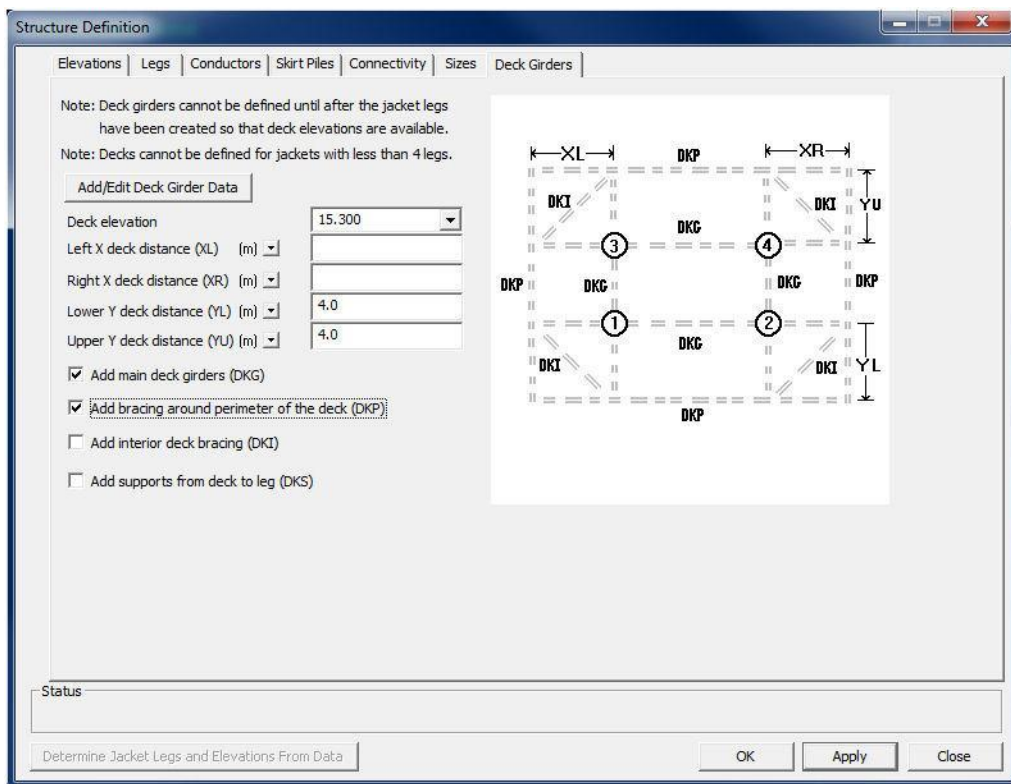 Structure Definition
Elevations
Legs
Conductors
Skirt Piles
Connectivity
Sizes
Deck Girders
Note: Deck girders cannot be defined until after the jacket legs
have been created so that deck elevations are available.
Note: Decks cannot be defined for jackets with less than 4 legs.
Add/Edit Deck Girder Data
Deck elevation
15.300
Left X deck distance (XL) (m)
Right X deck distance (XR) (m)
Lower Y deck distance (YL) (m)
4.0
Upper Y deck distance (YU) (m)
4.0
Add main deck girders (DKG)
Add bracing around perimeter of the deck (DKP)
Add interior deck bracing (DKI)
Add supports from deck to leg (DKS)
XL
DKP
XR
DKI
DKI
YU
3
DKG
4
DKP
DKG
DKG
DKP
1
2
DKG
DKI
DKI
YL
DKP
Status
Determine Jacket Legs and Elevations From Data
OK
Apply
Close